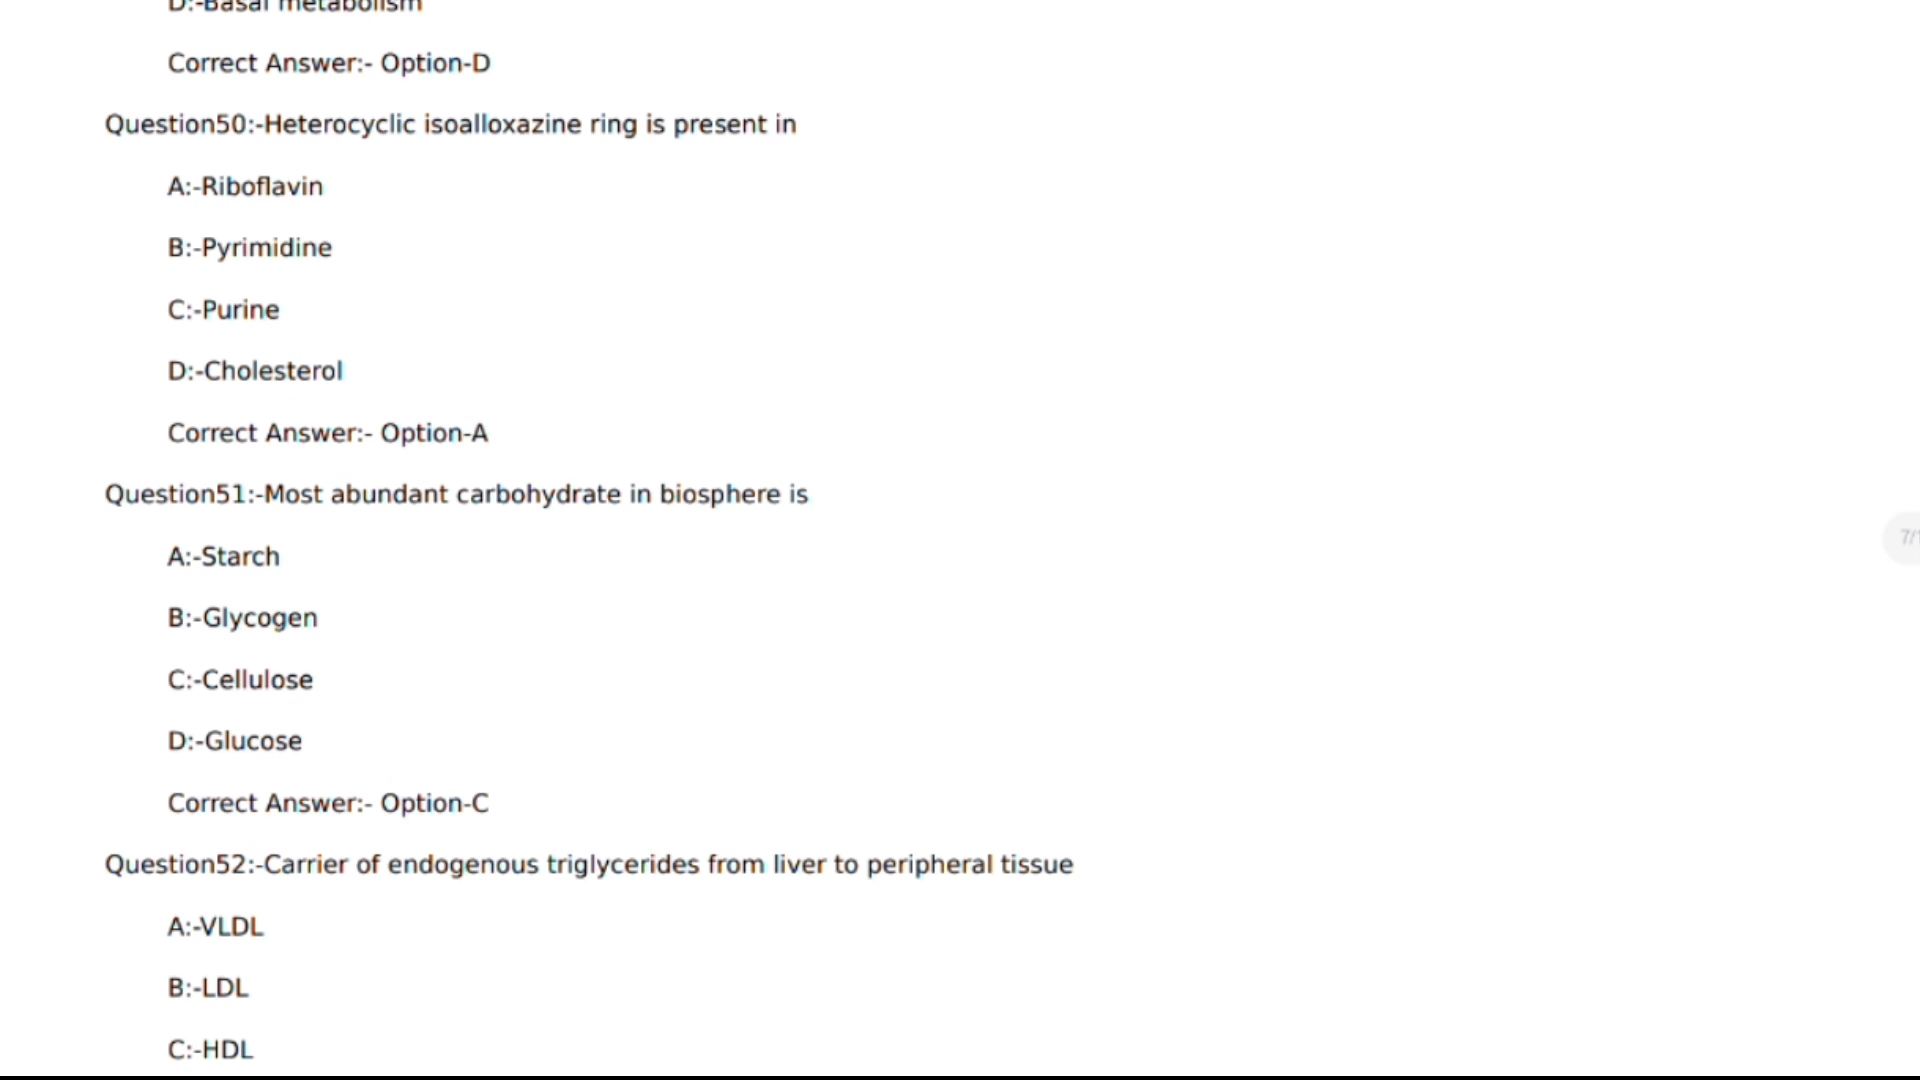 D:-Basal metabolism
Correct Answer:- Option-D
Question50:-Heterocyclic isoalloxazine ring is present in
A:-Riboflavin
B:-Pyrimidine
C:-Purine
D:-Cholesterol
Correct Answer:- Option-A
Question51:-Most abundant carbohydrate in biosphere is
A:-Starch
B:-Glycogen
C:-Cellulose
D:-Glucose
Correct Answer:- Option-C
Question52:-Carrier of endogenous triglycerides from liver to peripheral tissue
A:-VLDL
B:-LDL
C:-HDL